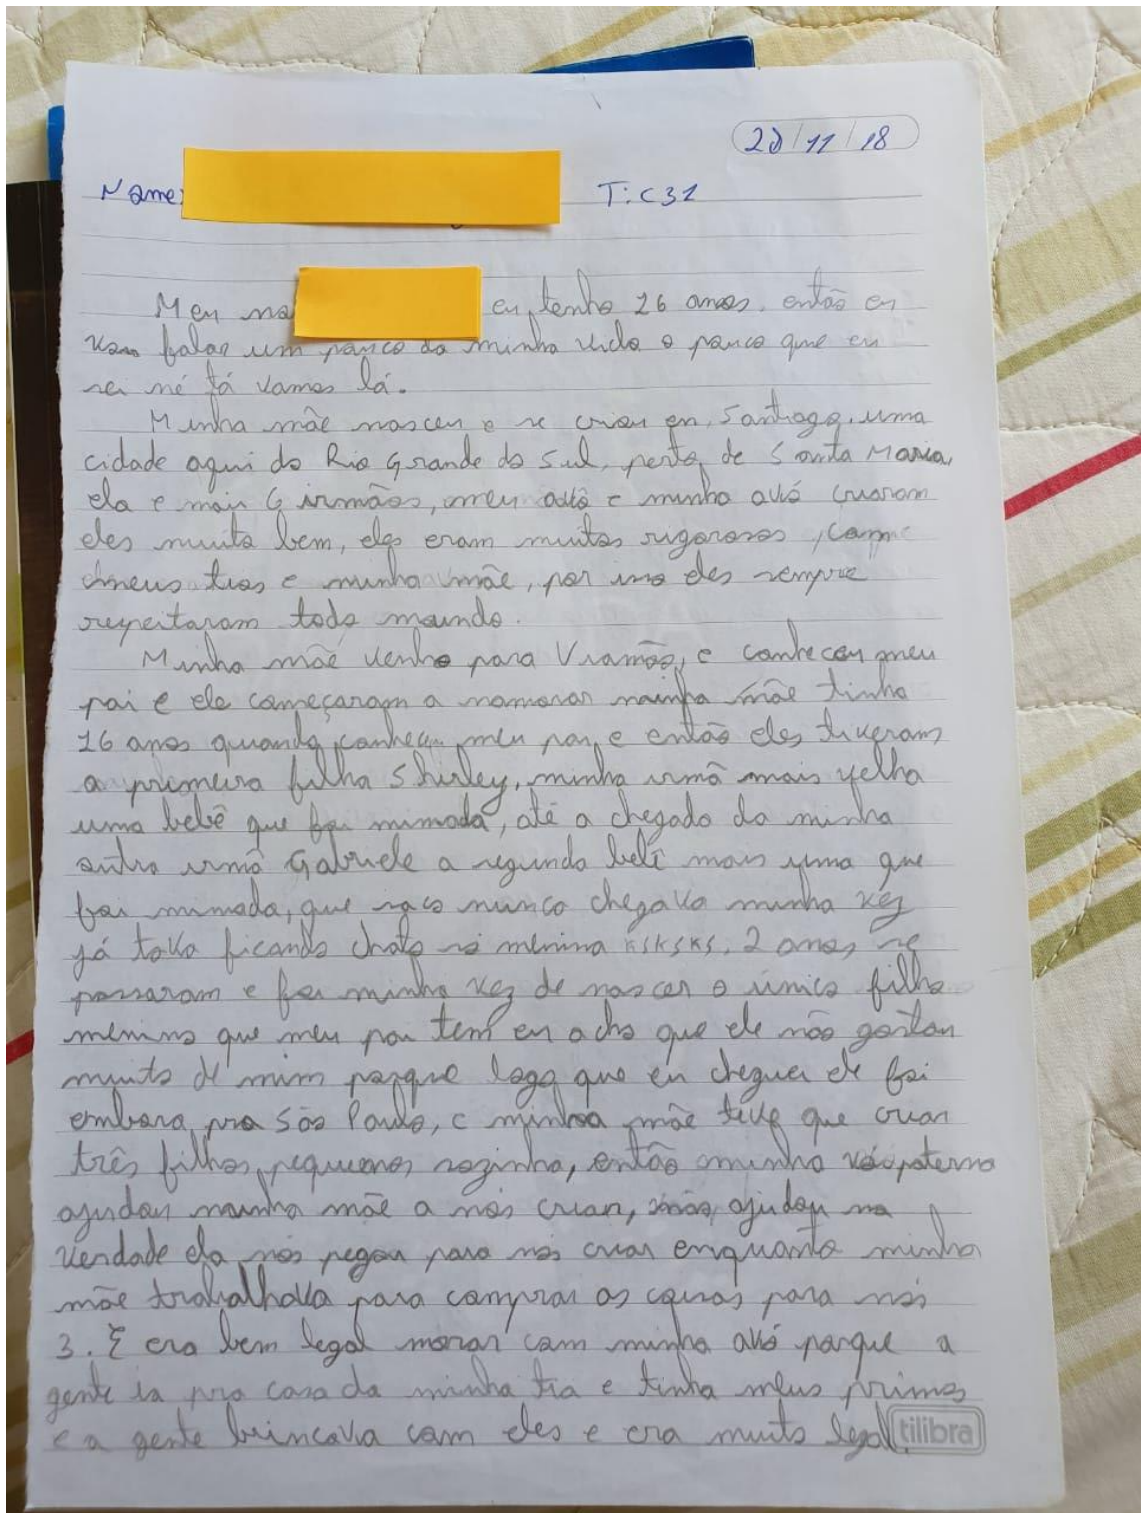 28/11/18
Nome: T: C31
Meu no eu tenho 16 anos, então eu
vou falar um pouco da minha vida o pouco que eu
sei né tá vamos lá.
Minha mãe nasceu e se criou en, Santiago, uma
cidade aqui do Rio Grande do Sul, perto de Santa Maria,
ela e mais 6 irmãos, meu avô e minha avó criaram
eles muito bem, eles eram muitos rigorosos, com
meus tios e minha mãe, por isso eles sempre
respeitaram todo mundo.
Minha mãe venho para Viamão, e conheceu meu
pai e ele começaram a namorar minha mãe tinha
16 anos quando conheceu meu pai, e então eles tiveram
a primeira filha Shirley, minha irmã mais velha
uma bebê que foi mimada, até a chegada da minha
outra irmã Gabriele a segunda bebê mais uma que
foi mimada, que saco nunca chegava minha vez
já tava ficando chato só menina ksksks. 2 anos se
passaram e foi minha vez de nascer o único filho
menino que meu pai tem eu acho que ele não gostou
muito de mim porque logo que eu cheguei ele foi
embora pra São Paulo, e minha mãe teve que criar
três filhos pequenos sozinha, então minha vó paterna
ajudou minha mãe a nós criar, ajudou na
verdade ela nos pegou para nós criar enquanto minha
mãe trabalhava para comprar as coisas para nós
3. E era bem legal morar com minha avó porque a
gente ia pra casa da minha tia e tinha meus primos
e a gente brincava com eles e era muito legal.
tilibra